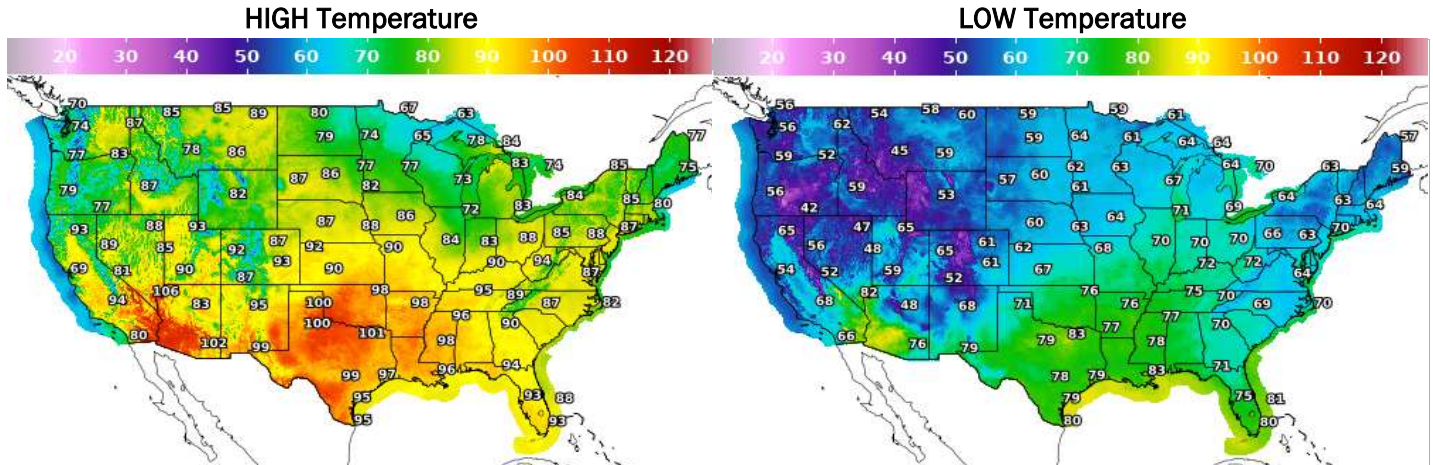 HIGH Temperature LOW Temperature
20 30 40 50 60 70 80 90 100 110 120 20 30 40 50 60 70 80 90 100 110 120
70 85 85 89 80 67 63 56 54 58 60 59 59 61
74 87 79 74 65 78 84 77 56 62 59 64 61 64 64 57
77 83 78 86 77 77 83 74 85 75 59 52 45 59 62 63 64 70 63 59
79 87 82 87 86 82 73 83 84 85 80 56 59 53 57 60 61 67 69 64 63 64
77 88 93 87 88 86 72 42 47 65 60 63 64 71
93 89 85 92 87 92 90 84 83 88 85 88 87 65 56 48 65 61 62 68 70 70 70 66 63 70
69 81 90 87 93 90 90 94 87 54 52 59 52 61 67 72 72 64
94 106 83 95 100 98 98 95 89 87 82 68 82 48 68 71 76 76 75 70 69 70
80 102 99 100 101 98 96 90 66 76 79 79 83 77 78 77 70
99 97 96 94 78 79 83 71
95 93 88 79 75 81
95 93 80 80